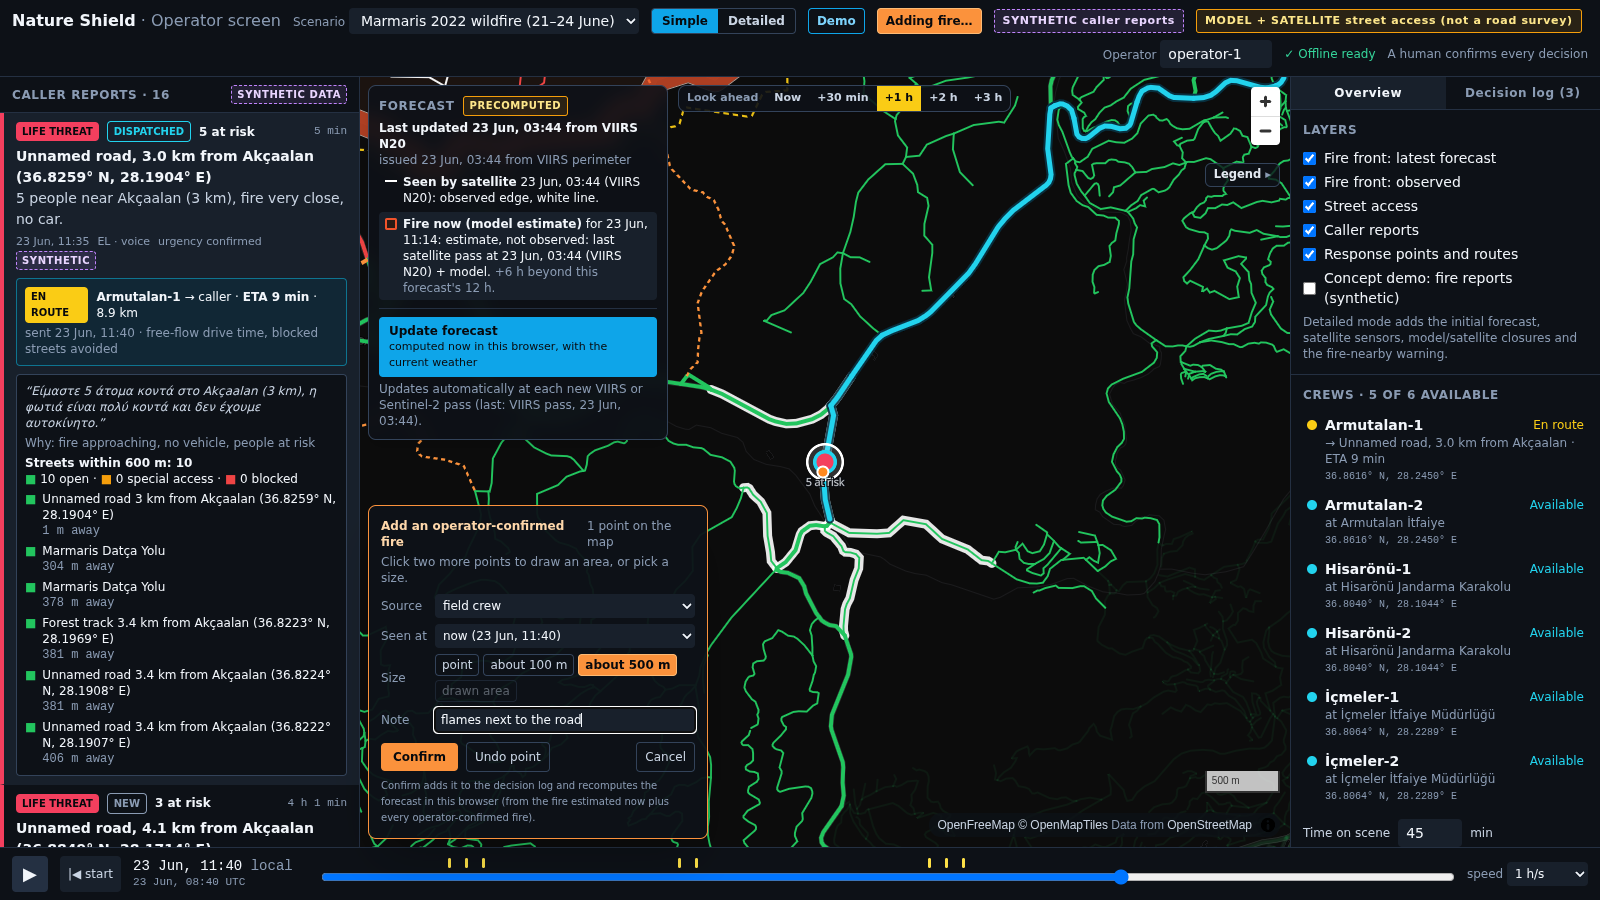 Nature Shield · Operator screen
Scenario
Marmaris 2022 wildfire (21–24 June)
Simple
Detailed
Demo
Adding fire…
SYNTHETIC caller reports
MODEL + SATELLITE street access (not a road survey)
Operator
operator-1
✓ Offline ready
A human confirms every decision
CALLER REPORTS · 16
SYNTHETIC DATA
LIFE THREAT
DISPATCHED
5 at risk
5 min
Unnamed road, 3.0 km from Akçaalan
(36.8259° N, 28.1904° E)
5 people near Akçaalan (3 km), fire very close,
no car.
23 Jun, 11:35 EL · voice urgency confirmed
SYNTHETIC
EN
ROUTE
Armutalan-1 → caller · ETA 9 min ·
8.9 km
sent 23 Jun, 11:40 · free-flow drive time, blocked
streets avoided
“Είμαστε 5 άτομα κοντά στο Akçaalan (3 km), η
φωτιά είναι πολύ κοντά και δεν έχουμε
αυτοκίνητο.”
Why: fire approaching, no vehicle, people at risk
Streets within 600 m: 10
10 open · 0 special access · 0 blocked
Unnamed road 3 km from Akçaalan (36.8259° N,
28.1904° E)
1 m away
Marmaris Datça Yolu
304 m away
Marmaris Datça Yolu
378 m away
Forest track 3.4 km from Akçaalan (36.8223° N,
28.1969° E)
381 m away
Unnamed road 3.4 km from Akçaalan (36.8224°
N, 28.1908° E)
381 m away
Unnamed road 3.4 km from Akçaalan (36.8222°
N, 28.1907° E)
406 m away
LIFE THREAT
NEW
3 at risk
4 h 1 min
Unnamed road, 4.1 km from Akçaalan
FORECAST
PRECOMPUTED
Last updated 23 Jun, 03:44 from VIIRS
N20
issued 23 Jun, 03:44 from VIIRS perimeter
Seen by satellite 23 Jun, 03:44 (VIIRS
N20): observed edge, white line.
Fire now (model estimate) for 23 Jun,
11:14: estimate, not observed: last
satellite pass at 23 Jun, 03:44 (VIIRS
N20) + model. +6 h beyond this
forecast's 12 h.
Update forecast
computed now in this browser, with the
current weather
Updates automatically at each new VIIRS or
Sentinel-2 pass (last: VIIRS pass, 23 Jun,
03:44).
Look ahead
Now
+30 min
+1 h
+2 h
+3 h
+
−
Legend ▸
5 at risk
Add an operator-confirmed
fire
1 point on the
map
Click two more points to draw an area, or pick a
size.
Source
field crew
Seen at
now (23 Jun, 11:40)
Size
point
about 100 m
about 500 m
drawn area
Note
flames next to the road
Confirm
Undo point
Cancel
Confirm adds it to the decision log and recomputes the
forecast in this browser (from the fire estimated now plus
every operator-confirmed fire).
500 m
OpenFreeMap © OpenMapTiles Data from OpenStreetMap
Overview
Decision log (3)
LAYERS
Fire front: latest forecast
Fire front: observed
Street access
Caller reports
Response points and routes
Concept demo: fire reports
(synthetic)
Detailed mode adds the initial forecast,
satellite sensors, model/satellite closures and
the fire-nearby warning.
CREWS · 5 OF 6 AVAILABLE
Armutalan-1
En route
→ Unnamed road, 3.0 km from Akçaalan ·
ETA 9 min
36.8616° N, 28.2450° E
Armutalan-2
Available
at Armutalan İtfaiye
36.8616° N, 28.2450° E
Hisarönü-1
Available
at Hisarönü Jandarma Karakolu
36.8040° N, 28.1044° E
Hisarönü-2
Available
at Hisarönü Jandarma Karakolu
36.8040° N, 28.1044° E
İçmeler-1
Available
at İçmeler İtfaiye Müdürlüğü
36.8064° N, 28.2289° E
İçmeler-2
Available
at İçmeler İtfaiye Müdürlüğü
36.8064° N, 28.2289° E
Time on scene
45
min
▶
|◀ start
23 Jun, 11:40 local
23 Jun, 08:40 UTC
speed
1 h/s